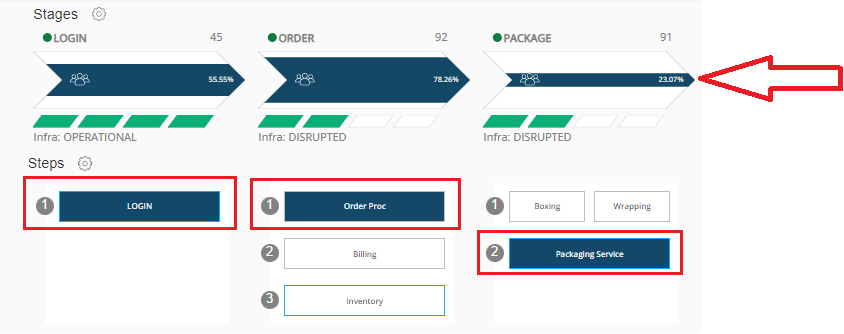 Stages
LOGIN 45
ORDER 92
PACKAGE 91
55.55%
78.26%
23.07%
Infra: OPERATIONAL
Infra: DISRUPTED
Infra: DISRUPTED
Steps
1 LOGIN
1 Order Proc
1 Boxing Wrapping
2 Billing
2 Packaging Service
3 Inventory